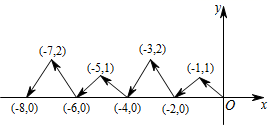 y
(-7,2) (-3,2)
(-5,1) (-1,1)
(-8,0) (-6,0) (-4,0) (-2,0) O x